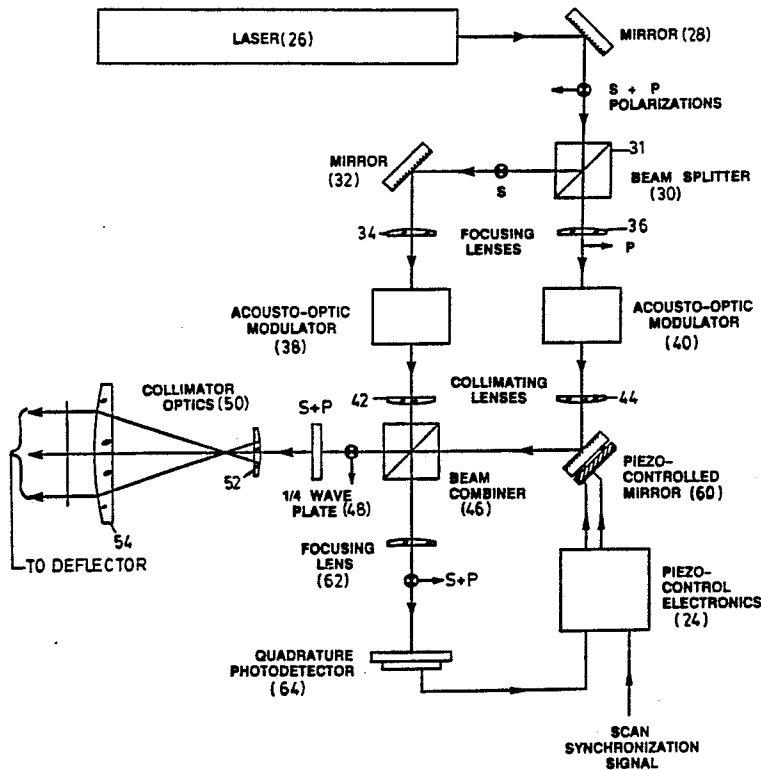 LASER (26)
MIRROR (28)
S + P
POLARIZATIONS
31
MIRROR
(32)
S
BEAM SPLITTER
(30)
34
FOCUSING
LENSES
36
P
ACOUSTO-OPTIC
MODULATOR
(38)
ACOUSTO-OPTIC
MODULATOR
(40)
COLLIMATOR
OPTICS (50)
S+P
42
COLLIMATING
LENSES
44
52
1/4 WAVE
PLATE (48)
BEAM
COMBINER
(46)
PIEZO-
CONTROLLED
MIRROR (60)
54
TO DEFLECTOR
FOCUSING
LENS
(62)
S+P
PIEZO-
CONTROL
ELECTRONICS
(24)
QUADRATURE
PHOTODETECTOR
(64)
SCAN
SYNCHRONIZATION
SIGNAL